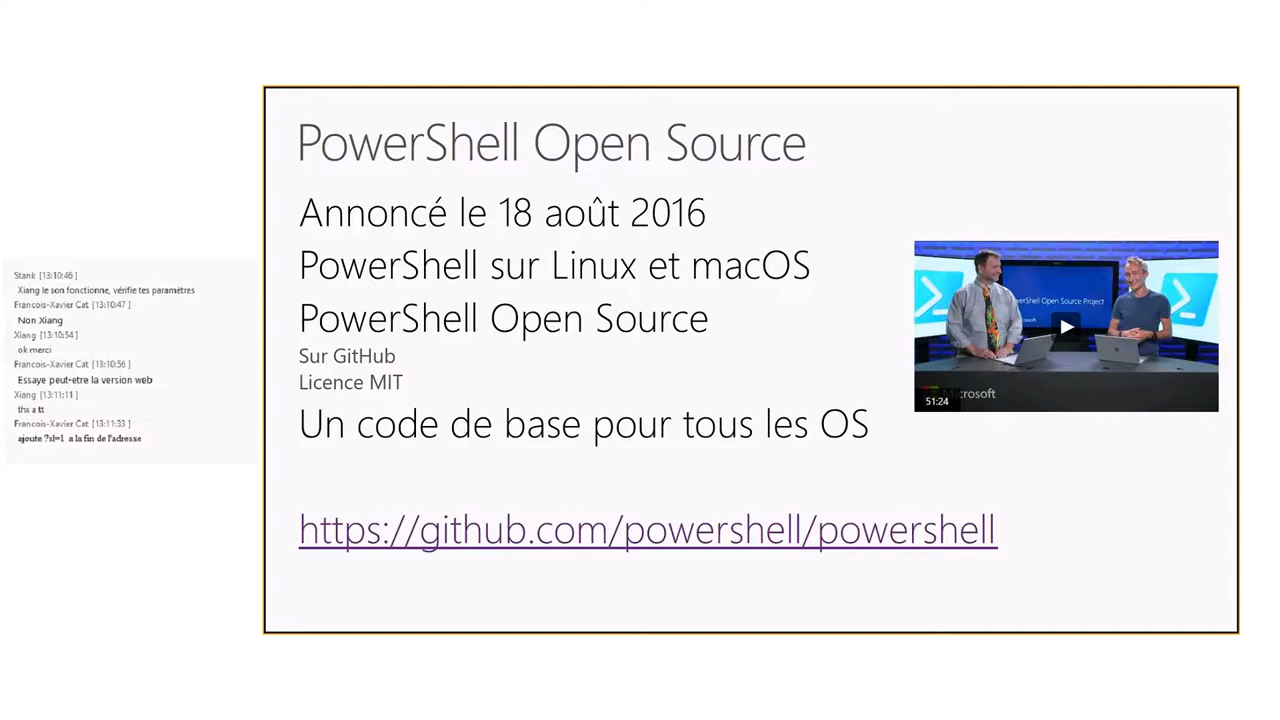 PowerShell Open Source
Annoncé le 18 août 2016
PowerShell sur Linux et macOS
PowerShell Open Source
Sur GitHub
Licence MIT
Un code de base pour tous les OS
https://github.com/powershell/powershell
PowerShell Open Source Project
Microsoft
51:24
Stank [13:10:46]
Xiang le son fonctionne, vérifie tes paramètres
Francois-Xavier Cat [13:10:47]
Non Xiang
Xiang [13:10:54]
ok merci
Francois-Xavier Cat [13:10:56]
Essaye peut-etre la version web
Xiang [13:11:11]
thx a tt
Francois-Xavier Cat [13:11:33]
ajoute ?sl=1 a la fin de l'adresse